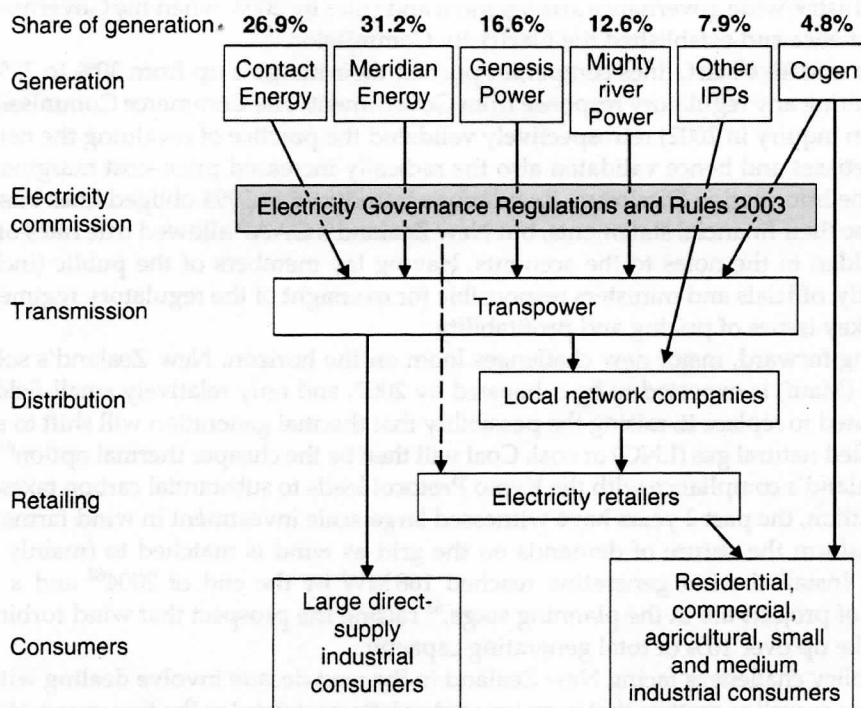 Share of generation 26.9% 31.2% 16.6% 12.6% 7.9% 4.8%
Generation
Contact
Energy
Meridian
Energy
Genesis
Power
Mighty
river
Power
Other
IPPs
Cogen
Electricity
commission
Electricity Governance Regulations and Rules 2003
Transmission
Transpower
Distribution
Local network companies
Retailing
Electricity retailers
Consumers
Large direct-
supply
industrial
consumers
Residential,
commercial,
agricultural, small
and medium
industrial consumers